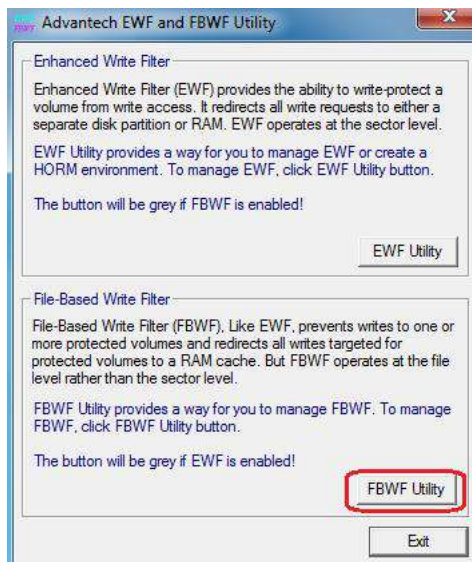 Advantech EWF and FBWF Utility
Enhanced Write Filter
Enhanced Write Filter (EWF) provides the ability to write-protect a
volume from write access. It redirects all write requests to either a
separate disk partition or RAM. EWF operates at the sector level.
EWF Utility provides a way for you to manage EWF or create a
HORM environment. To manage EWF, click EWF Utility button.
The button will be grey if FBWF is enabled!
EWF Utility
File-Based Write Filter
File-Based Write Filter (FBWF), Like EWF, prevents writes to one or
more protected volumes and redirects all writes targeted for
protected volumes to a RAM cache. But FBWF operates at the file
level rather than the sector level.
FBWF Utility provides a way for you to manage FBWF. To manage
FBWF, click FBWF Utility button.
The button will be grey if EWF is enabled!
FBWF Utility
Exit